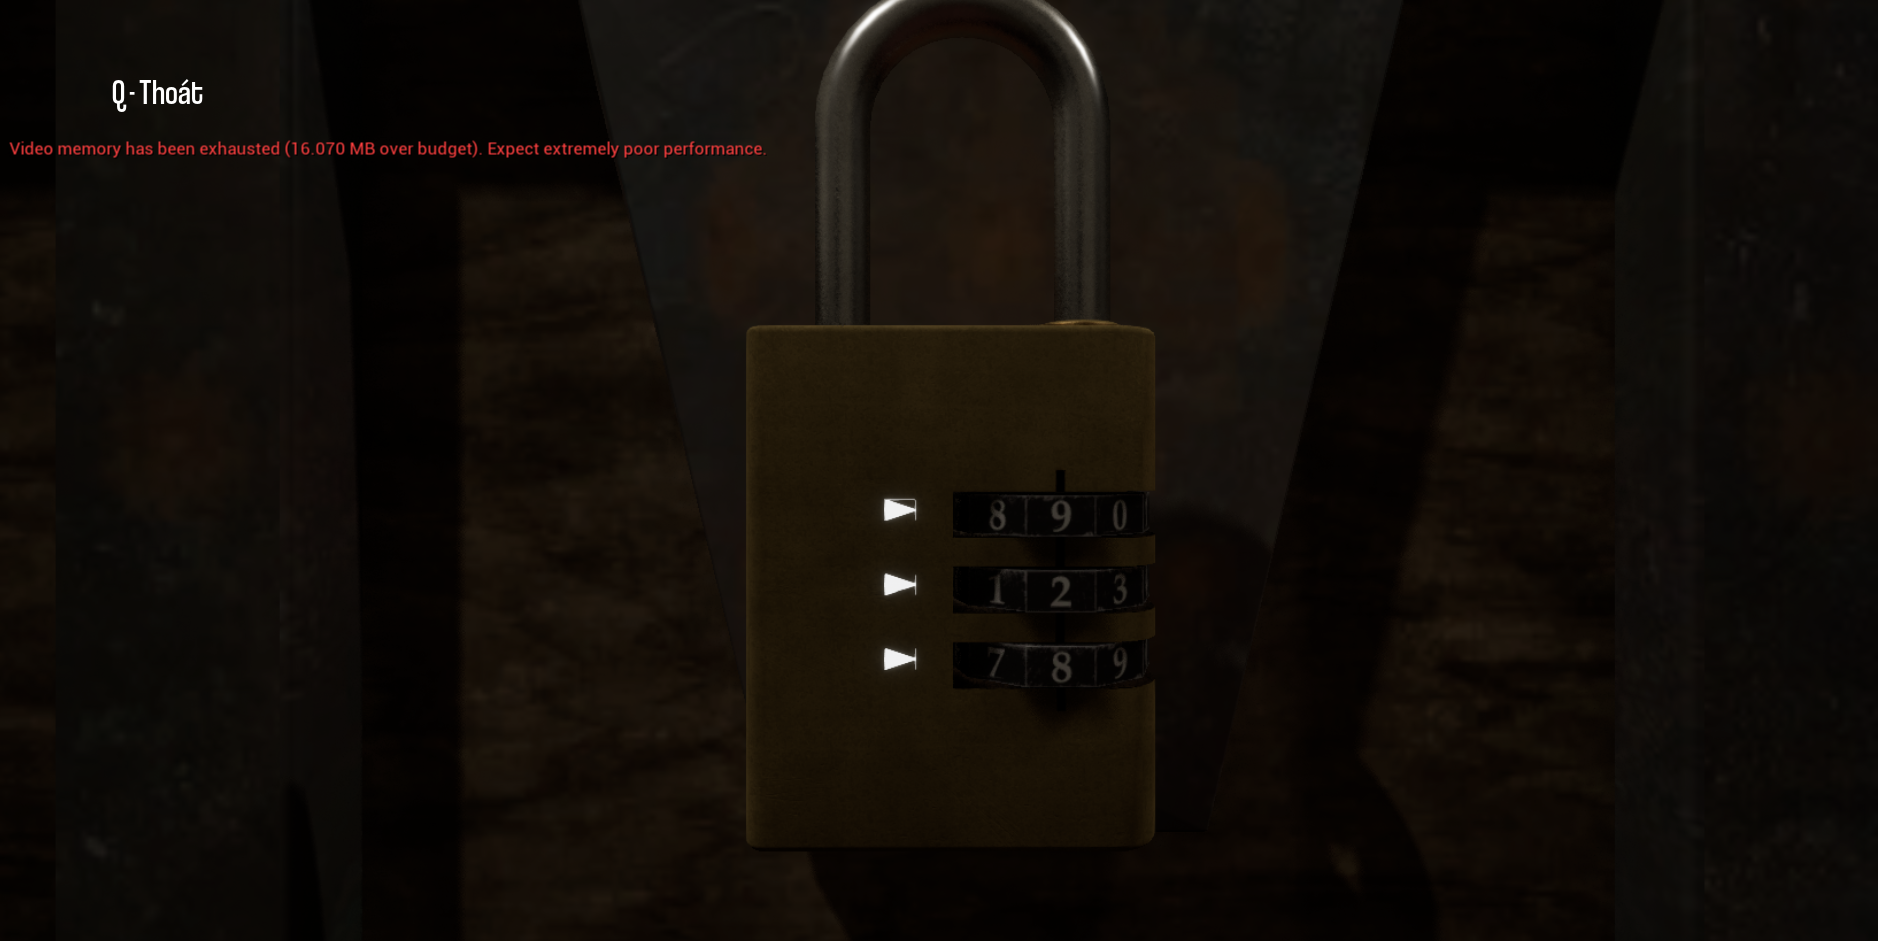 Q - Thoát
Video memory has been exhausted (16.070 MB over budget). Expect extremely poor performance.
8 9 0
1 2 3
7 8 9